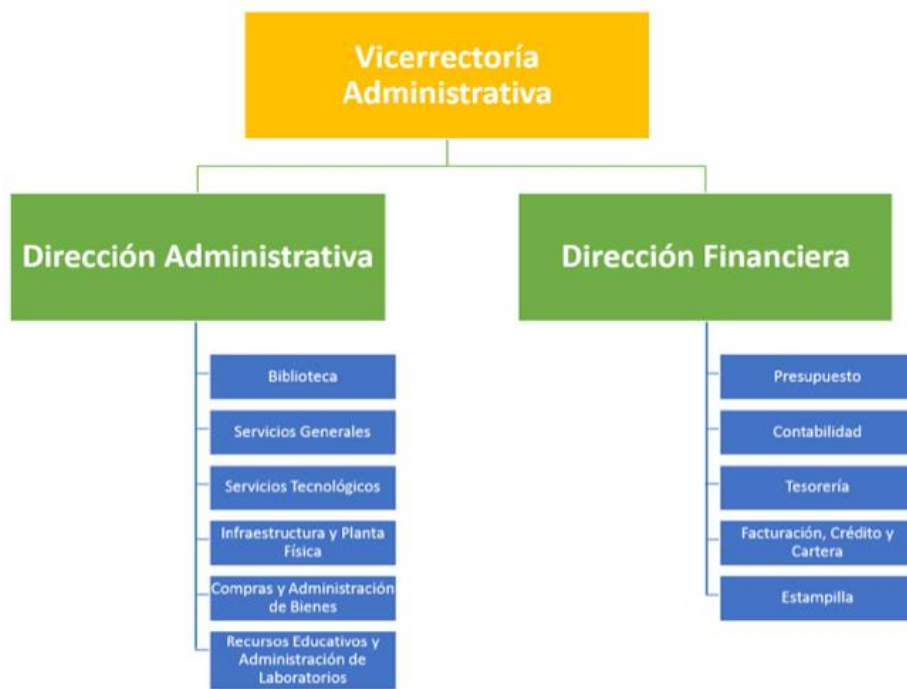 Vicerrectoría
Administrativa
Dirección Administrativa
Biblioteca
Servicios Generales
Servicios Tecnológicos
Infraestructura y Planta
Física
Compras y Administración
de Bienes
Recursos Educativos y
Administración de
Laboratorios
Dirección Financiera
Presupuesto
Contabilidad
Tesorería
Facturación, Crédito y
Cartera
Estampilla